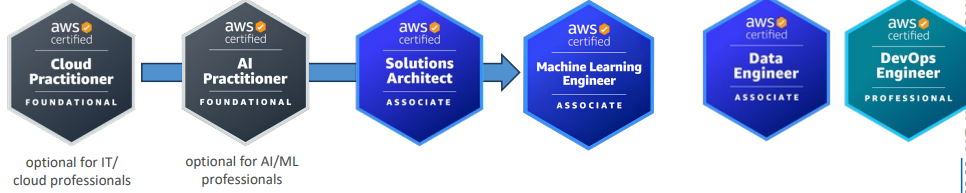 aws
certified
Cloud
Practitioner
FOUNDATIONAL
optional for IT/
cloud professionals
aws
certified
AI
Practitioner
FOUNDATIONAL
optional for AI/ML
professionals
aws
certified
Solutions
Architect
ASSOCIATE
aws
certified
Machine Learning
Engineer
ASSOCIATE
aws
certified
Data
Engineer
ASSOCIATE
aws
certified
DevOps
Engineer
PROFESSIONAL